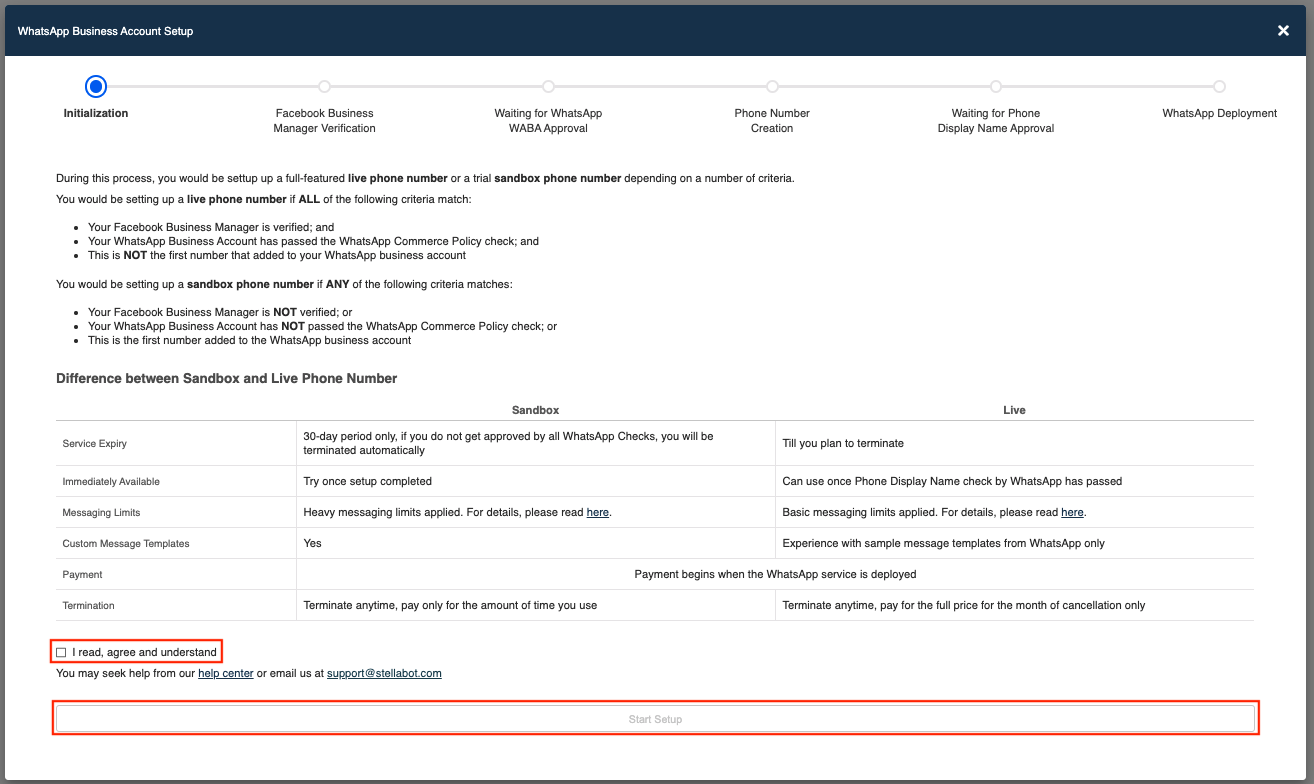 WhatsApp Business Account Setup
Initialization
Facebook Business
Manager Verification
Waiting for WhatsApp
WABA Approval
Phone Number
Creation
Waiting for Phone
Display Name Approval
WhatsApp Deployment
During this process, you would be settup up a full-featured live phone number or a trial sandbox phone number depending on a number of criteria.
You would be setting up a live phone number if ALL of the following criteria match:
Your Facebook Business Manager is verified; and
Your WhatsApp Business Account has passed the WhatsApp Commerce Policy check; and
This is NOT the first number that added to your WhatsApp business account
You would be setting up a sandbox phone number if ANY of the following criteria matches:
Your Facebook Business Manager is NOT verified; or
Your WhatsApp Business Account has NOT passed the WhatsApp Commerce Policy check; or
This is the first number added to the WhatsApp business account
Difference between Sandbox and Live Phone Number
Sandbox Live
Service Expiry
30-day period only, if you do not get approved by all WhatsApp Checks, you will be
terminated automatically
Till you plan to terminate
Immediately Available Try once setup completed Can use once Phone Display Name check by WhatsApp has passed
Messaging Limits Heavy messaging limits applied. For details, please read here. Basic messaging limits applied. For details, please read here.
Custom Message Templates Yes Experience with sample message templates from WhatsApp only
Payment Payment begins when the WhatsApp service is deployed
Termination Terminate anytime, pay only for the amount of time you use Terminate anytime, pay for the full price for the month of cancellation only
I read, agree and understand
You may seek help from our help center or email us at support@stellabot.com
Start Setup